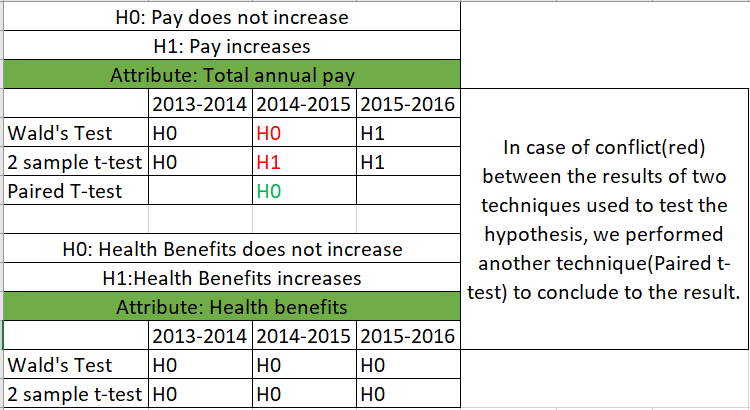 H0: Pay does not increase
H1: Pay increases
Attribute: Total annual pay
2013-2014 2014-2015 2015-2016
Wald's Test H0 H0 H1
2 sample t-test H0 H1 H1
Paired T-test H0
H0: Health Benefits does not increase
H1:Health Benefits increases
Attribute: Health benefits
2013-2014 2014-2015 2015-2016
Wald's Test H0 H0 H0
2 sample t-test H0 H0 H0
In case of conflict(red)
between the results of two
techniques used to test the
hypothesis, we performed
another technique(Paired t-
test) to conclude to the result.